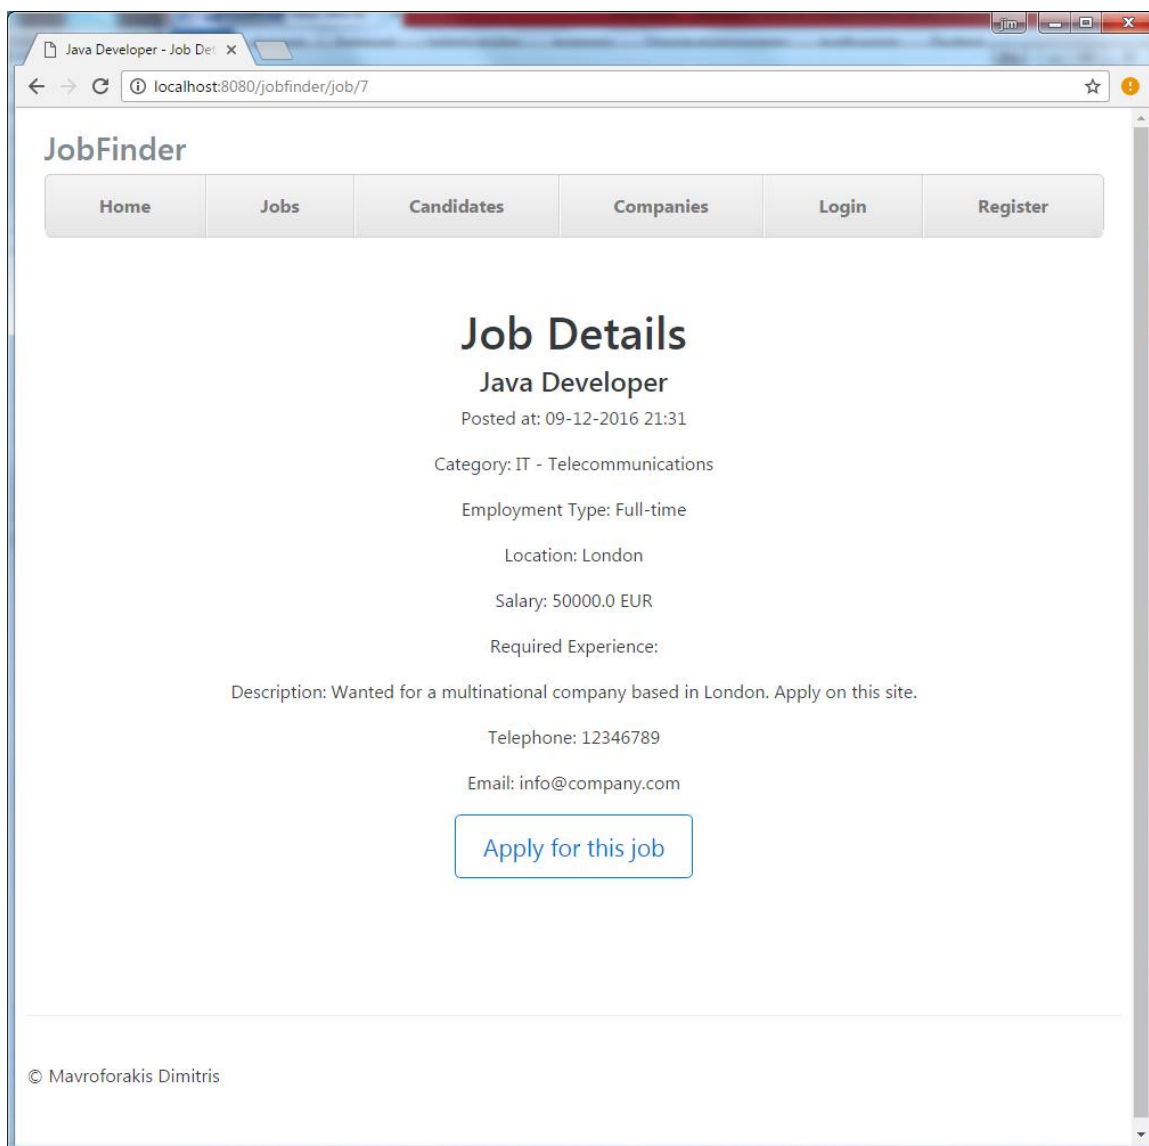 jim
Java Developer - Job Det
localhost:8080/jobfinder/job/7
JobFinder
Home Jobs Candidates Companies Login Register
Job Details
Java Developer
Posted at: 09-12-2016 21:31
Category: IT - Telecommunications
Employment Type: Full-time
Location: London
Salary: 50000.0 EUR
Required Experience:
Description: Wanted for a multinational company based in London. Apply on this site.
Telephone: 12346789
Email: info@company.com
Apply for this job
© Mavroforakis Dimitris